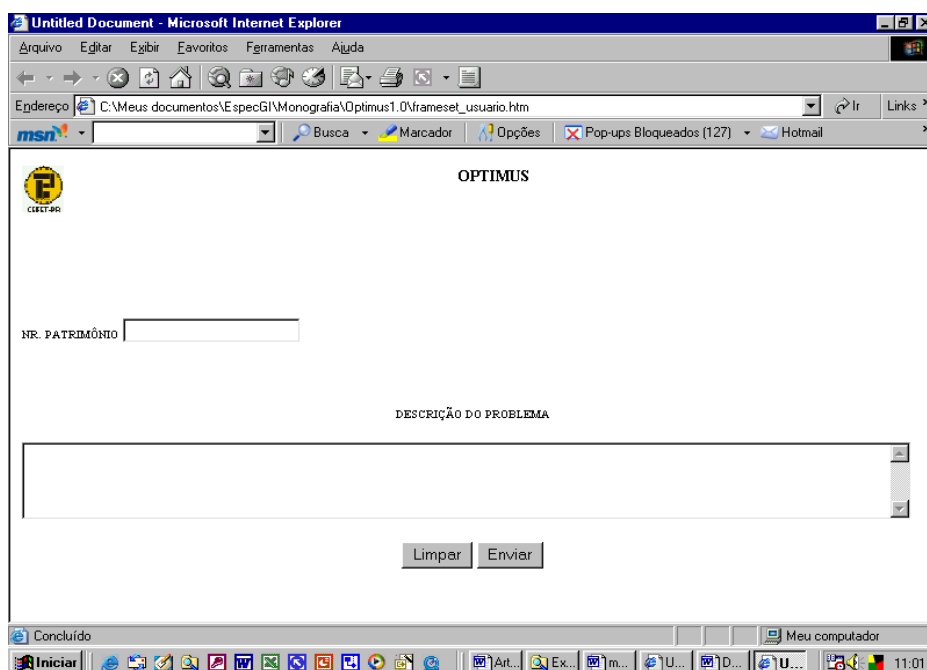 Untitled Document - Microsoft Internet Explorer
Arquivo Editar Exibir Favoritos Ferramentas Ajuda
Endereço C:\Meus documentos\EspecGI\Monografia\Optimus1.0\frameset_usuario.htm Ir Links
msn Busca Marcador Opções Pop-ups Bloqueados (127) Hotmail
OPTIMUS
CEFET-PR
NR. PATRIMÔNIO
DESCRIÇÃO DO PROBLEMA
Limpar Enviar
Concluído Meu computador
Iniciar Art... Ex... m... U... D... U... 11:01